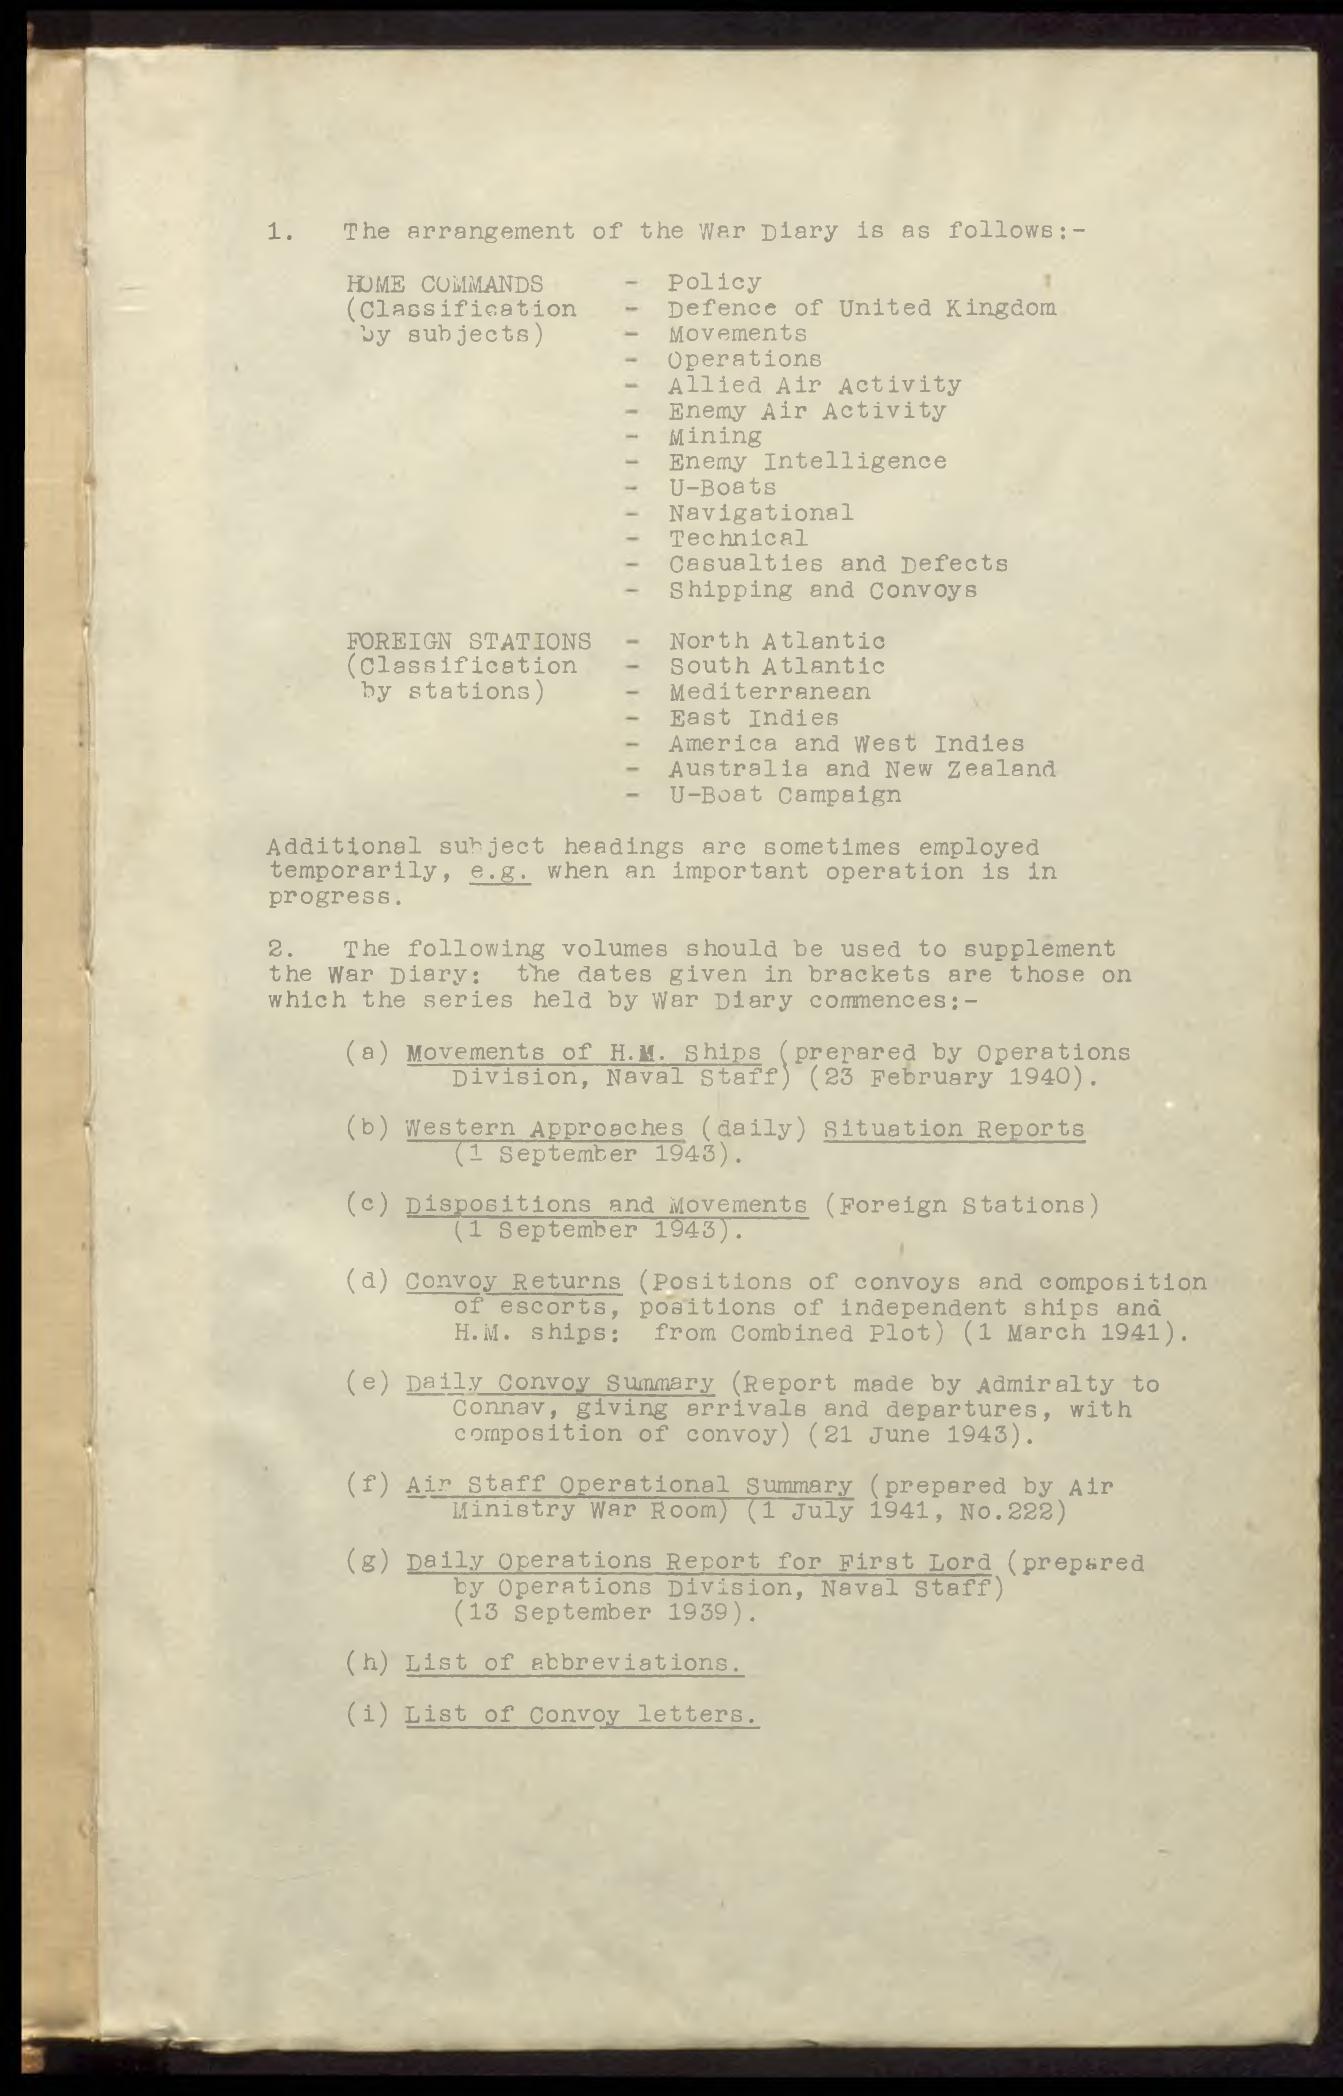 1. The arrangement of the War Diary is as follows:-
HOME COMMANDS - Policy
(Classification - Defence of United Kingdom
by subjects) - Movements
- Operations
- Allied Air Activity
- Enemy Air Activity
- Mining
- Enemy Intelligence
- U-Boats
- Navigational
- Technical
- Casualties and Defects
- Shipping and Convoys
FOREIGN STATIONS - North Atlantic
(Classification - South Atlantic
by stations) - Mediterranean
- East Indies
- America and West Indies
- Australia and New Zealand
- U-Boat Campaign
Additional subject headings are sometimes employed
temporarily, e.g. when an important operation is in
progress.
2. The following volumes should be used to supplement
the War Diary: the dates given in brackets are those on
which the series held by War Diary commences:-
(a) Movements of H.M. Ships (prepared by Operations
Division, Naval Staff) (23 February 1940).
(b) Western Approaches (daily) Situation Reports
(1 September 1943).
(c) Dispositions and Movements (Foreign Stations)
(1 September 1943).
(d) Convoy Returns (Positions of convoys and composition
of escorts, positions of independent ships and
H.M. ships: from Combined Plot) (1 March 1941).
(e) Daily Convoy Summary (Report made by Admiralty to
Connav, giving arrivals and departures, with
composition of convoy) (21 June 1943).
(f) Air Staff Operational Summary (prepared by Air
Ministry War Room) (1 July 1941, No.222)
(g) Daily Operations Report for First Lord (prepared
by Operations Division, Naval Staff)
(13 September 1939).
(h) List of abbreviations.
(i) List of Convoy letters.